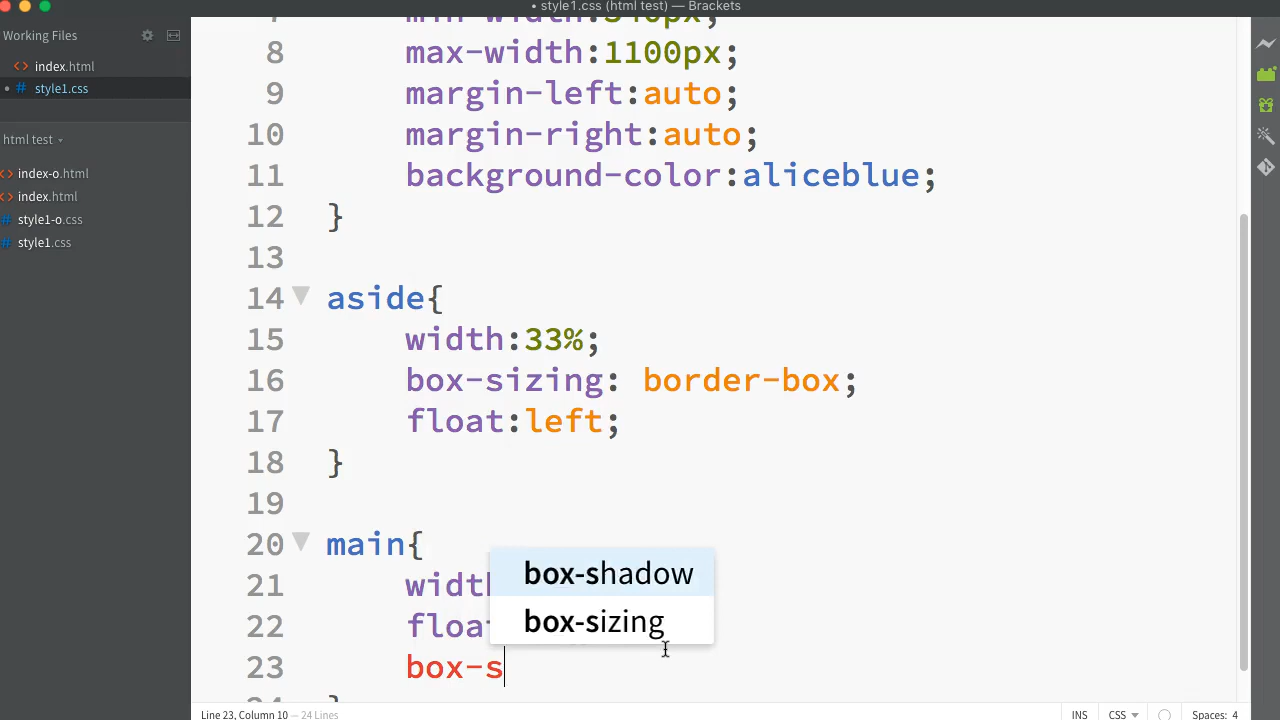 • style1.css (html test) — Brackets
Working Files
index.html
• style1.css
html test
index-o.html
index.html
style1-o.css
style1.css
8 max-width:1100px;
9 margin-left:auto;
10 margin-right:auto;
11 background-color:aliceblue;
12 }
13
14 aside{
15 width:33%;
16 box-sizing: border-box;
17 float:left;
18 }
19
20 main{
21
box-shadow
box-sizing
22
23 box-s
Line 23, Column 10 — 24 Lines
INS CSS Spaces: 4